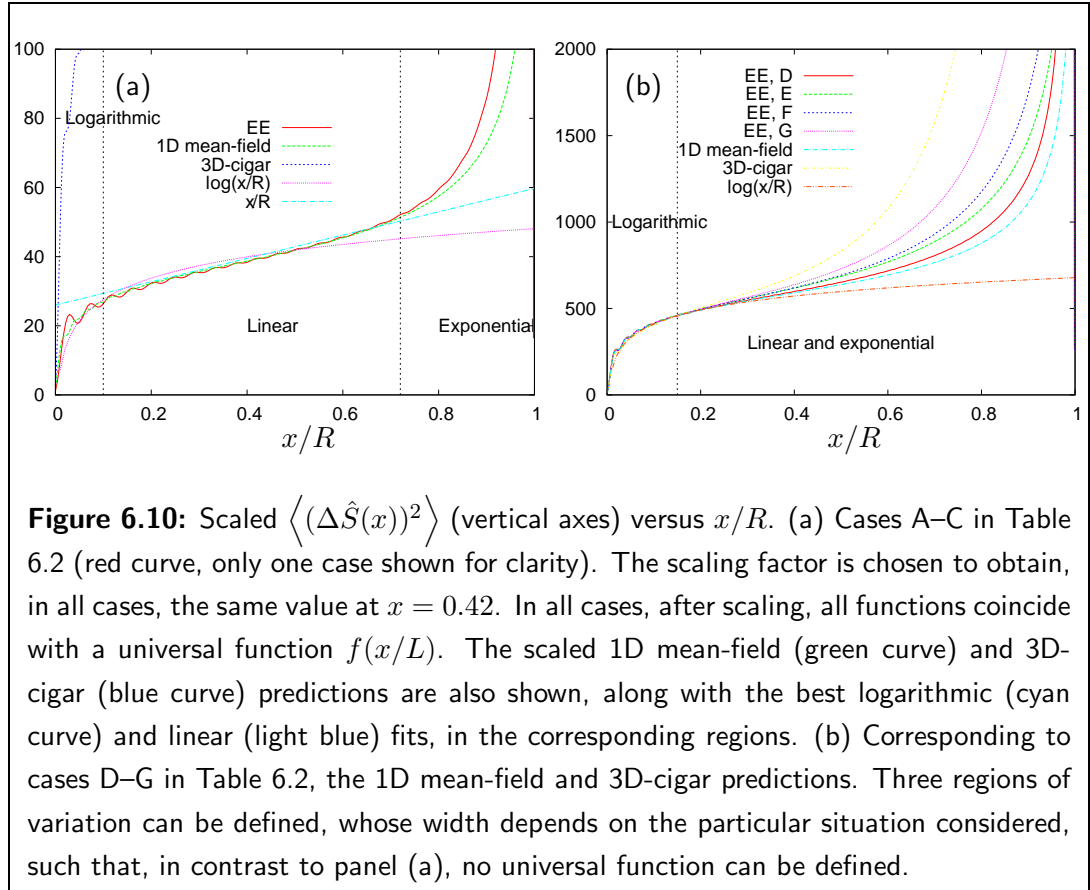 100
80
60
40
20
0
0
0.2
0.4
0.6
0.8
1
x/R
(a)
Logarithmic
EE
1D mean-field
3D-cigar
log(x/R)
x/R
Linear
Exponential
2000
1500
1000
500
0
0
0.2
0.4
0.6
0.8
1
x/R
(b)
EE, D
EE, E
EE, F
EE, G
1D mean-field
3D-cigar
log(x/R)
Logarithmic
Linear and exponential
Figure 6.10: Scaled ⟨(ΔŜ(x))²⟩ (vertical axes) versus x/R. (a) Cases A–C in Table
6.2 (red curve, only one case shown for clarity). The scaling factor is chosen to obtain,
in all cases, the same value at x = 0.42. In all cases, after scaling, all functions coincide
with a universal function f(x/L). The scaled 1D mean-field (green curve) and 3D-
cigar (blue curve) predictions are also shown, along with the best logarithmic (cyan
curve) and linear (light blue) fits, in the corresponding regions. (b) Corresponding to
cases D–G in Table 6.2, the 1D mean-field and 3D-cigar predictions. Three regions of
variation can be defined, whose width depends on the particular situation considered,
such that, in contrast to panel (a), no universal function can be defined.